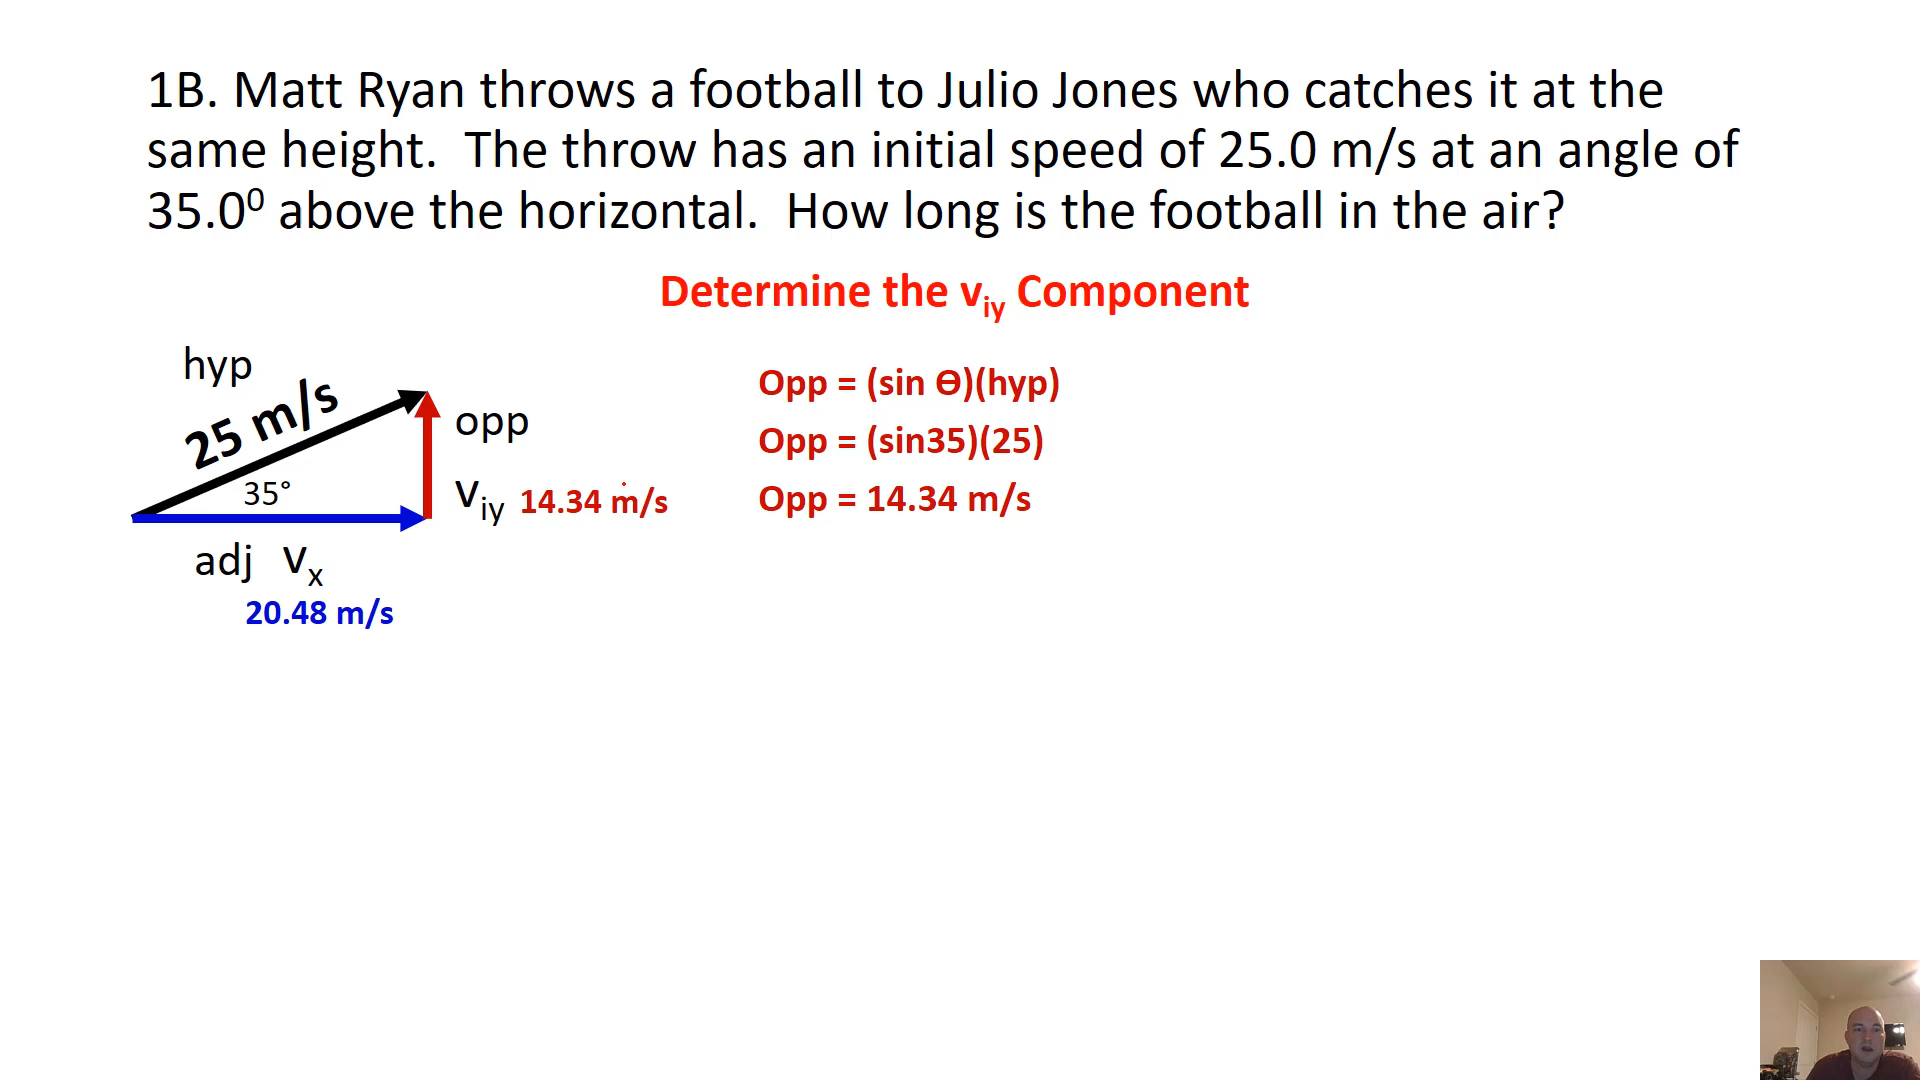 1B. Matt Ryan throws a football to Julio Jones who catches it at the
same height.  The throw has an initial speed of 25.0 m/s at an angle of
35.0⁰ above the horizontal.  How long is the football in the air?
Determine the vᵢy Component
hyp
25 m/s
35°
opp
vᵢy 14.34 m/s
adj vₓ
20.48 m/s
Opp = (sin ϴ)(hyp)
Opp = (sin35)(25)
Opp = 14.34 m/s